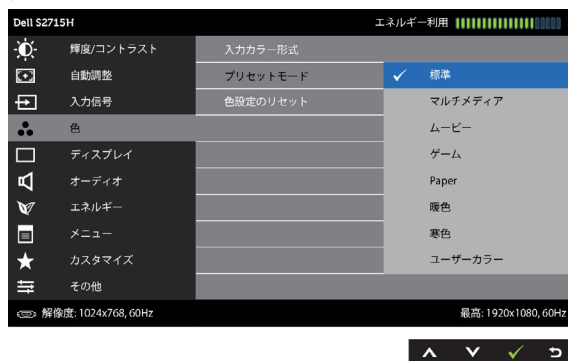 Dell S2715H エネルギー利用
輝度/コントラスト 入力カラー形式
自動調整 プリセットモード 標準
入力信号 色設定のリセット マルチメディア
色 ムービー
ディスプレイ ゲーム
オーディオ Paper
エネルギー 暖色
メニュー 寒色
カスタマイズ ユーザーカラー
その他
解像度: 1024x768, 60Hz 最高: 1920x1080, 60Hz